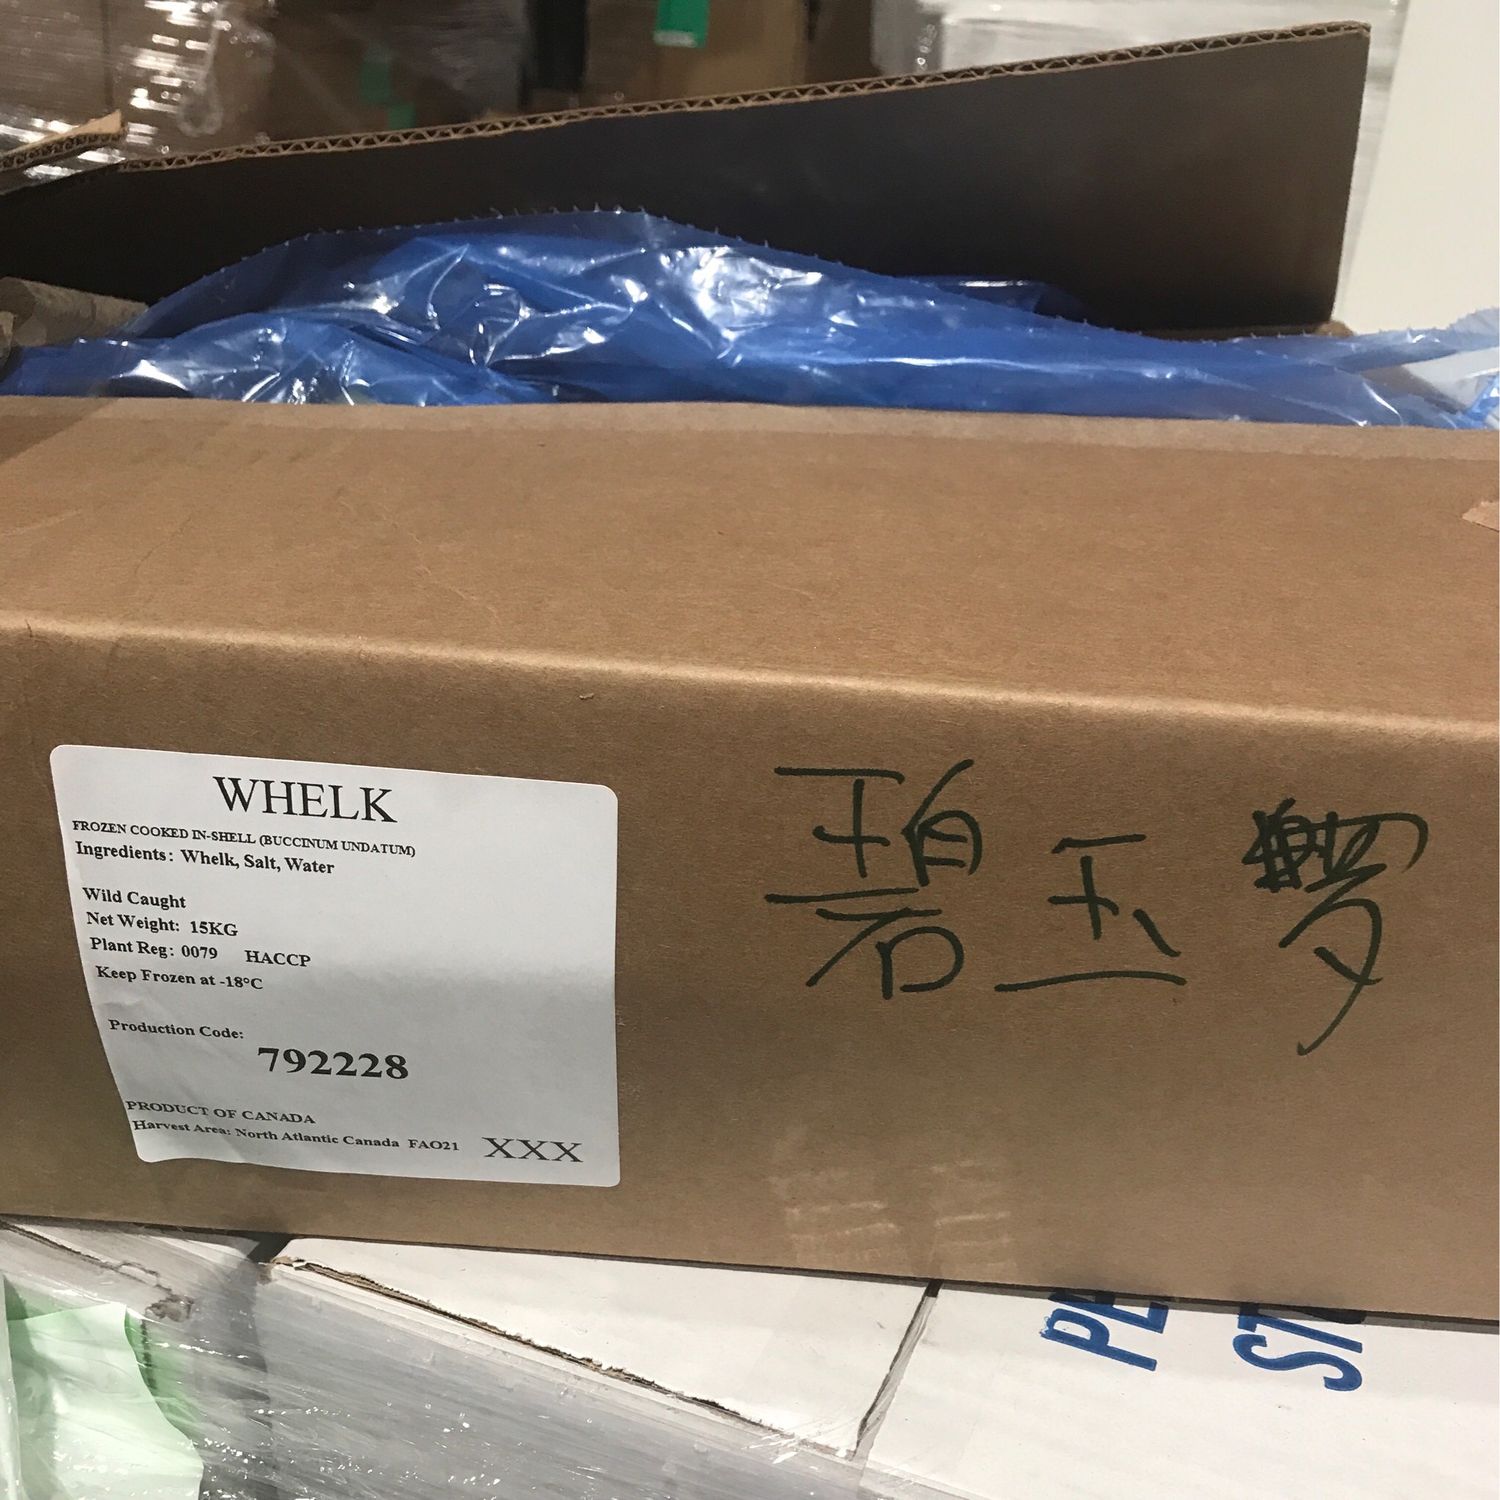 WHELK
FROZEN COOKED IN-SHELL (BUCCINUM UNDATUM)
Ingredients: Whelk, Salt, Water
Wild Caught
Net Weight: 15KG
Plant Reg: 0079 HACCP
Keep Frozen at -18°C
Production Code:
792228
PRODUCT OF CANADA
Harvest Area: North Atlantic Canada FAO21 XXX
碧玉罗